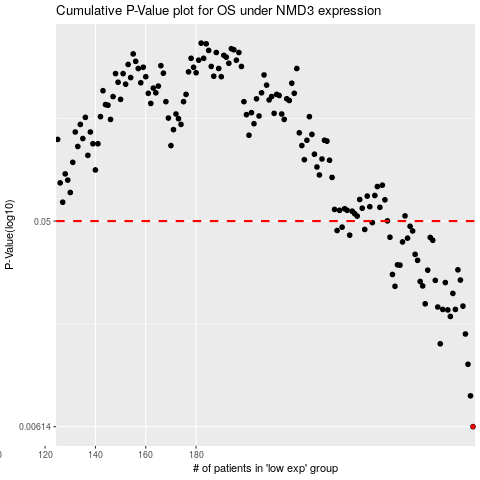 Cumulative P-Value plot for OS under NMD3 expression
P-Value(log10)
0.05
0.00614
0 120 140 160 180
# of patients in 'low exp' group